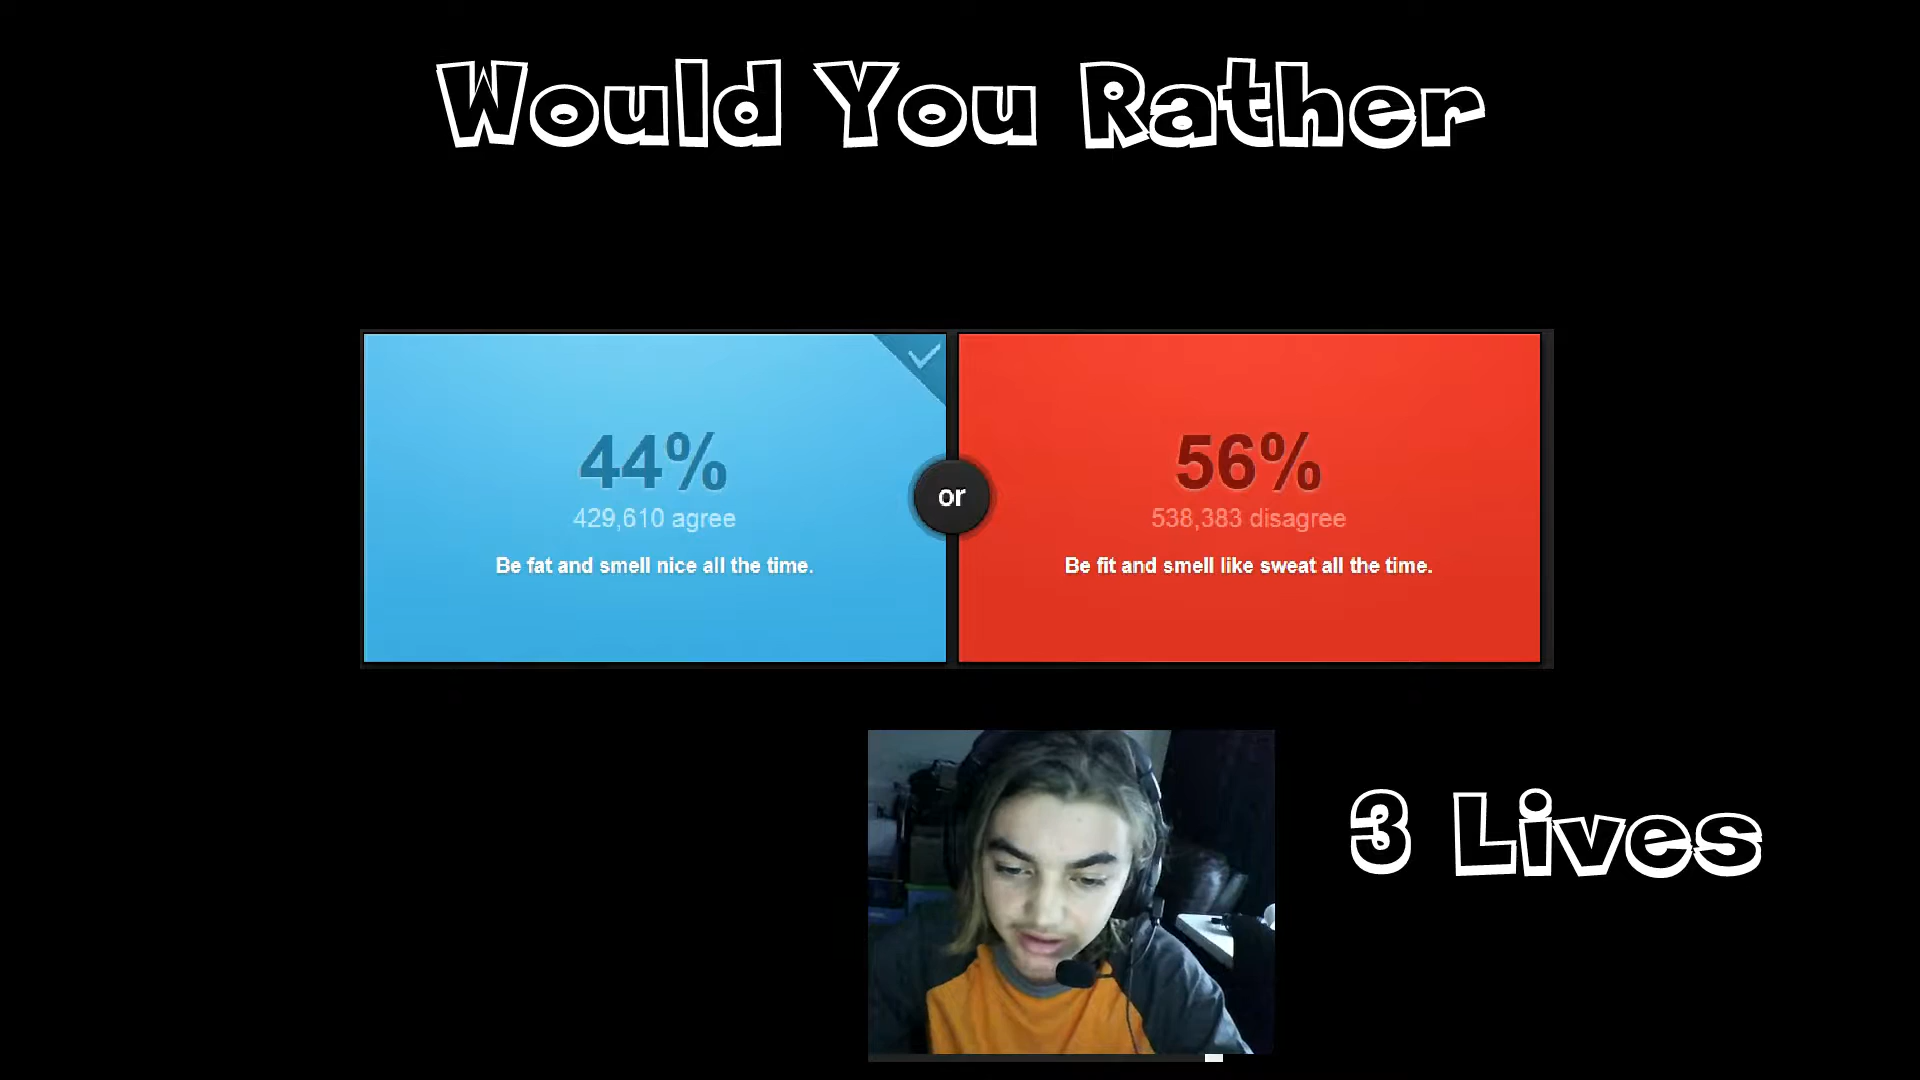 Would You Rather
44%
429,610 agree
Be fat and smell nice all the time.
or
56%
538,383 disagree
Be fit and smell like sweat all the time.
3 Lives